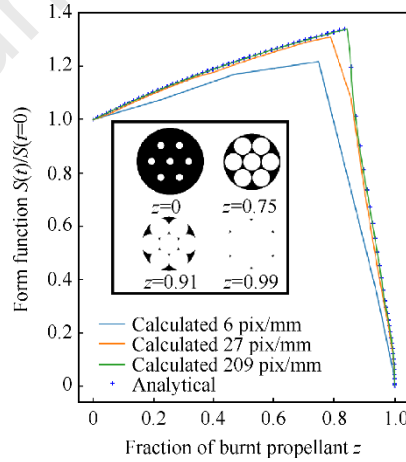 1.4
1.2
1.0
0.8
0.6
0.4
0.2
0
Form function S(t)/S(t=0)
z=0
z=0.75
z=0.91
z=0.99
Calculated 6 pix/mm
Calculated 27 pix/mm
Calculated 209 pix/mm
Analytical
0
0.2
0.4
0.6
0.8
1.0
Fraction of burnt propellant z